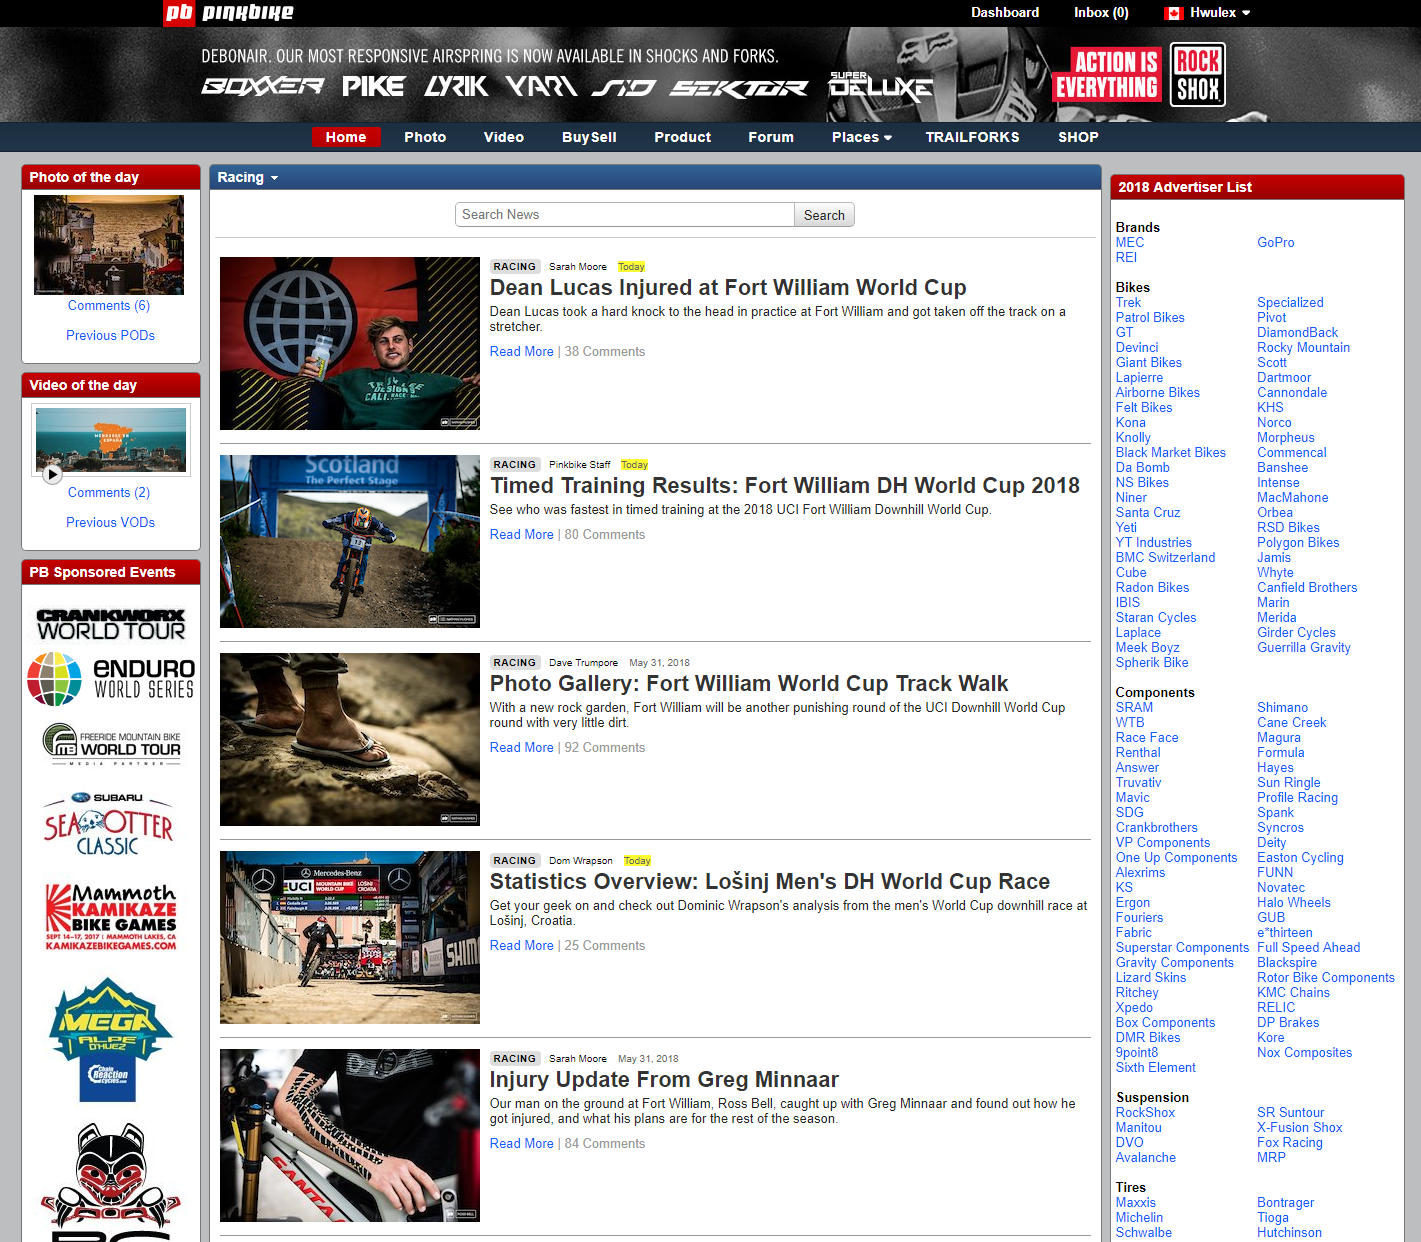 pb pinkbike
Dashboard
Inbox (0)
Hwulex
DEBONAIR. OUR MOST RESPONSIVE AIRSPRING IS NOW AVAILABLE IN SHOCKS AND FORKS.
BOXXER PIKE LYRIK YARI SID SEKTOR SUPER DELUXE
ACTION IS EVERYTHING
ROCK SHOX
Home
Photo
Video
BuySell
Product
Forum
Places
TRAILFORKS
SHOP
Photo of the day
Comments (6)
Previous PODs
Video of the day
Comments (2)
Previous VODs
PB Sponsored Events
CRANKWORX
WORLD TOUR
ENDURO
WORLD SERIES
FREERIDE MOUNTAIN BIKE
WORLD TOUR
MEDIA PARTNER
SUBARU
SEA OTTER
CLASSIC
Mammoth
KAMIKAZE
BIKE GAMES
SEPT 14-17, 2017 | MAMMOTH LAKES, CA
KAMIKAZEBIKEGAMES.COM
MEGA
ALPE
D'HUEZ
Chain
Reaction
Cycles.com
Racing
Search News
Search
RACING Sarah Moore Today
Dean Lucas Injured at Fort William World Cup
Dean Lucas took a hard knock to the head in practice at Fort William and got taken off the track on a
stretcher.
Read More | 38 Comments
Scotland
The Perfect Stage
RACING Pinkbike Staff Today
Timed Training Results: Fort William DH World Cup 2018
See who was fastest in timed training at the 2018 UCI Fort William Downhill World Cup.
Read More | 80 Comments
RACING Dave Trumpore May 31, 2018
Photo Gallery: Fort William World Cup Track Walk
With a new rock garden, Fort William will be another punishing round of the UCI Downhill World Cup
round with very little dirt.
Read More | 92 Comments
Mercedes-Benz
UCI MOUNTAIN BIKE WORLD CUP LOŠINJ CROATIA
SHIM
RACING Dom Wrapson Today
Statistics Overview: Lošinj Men's DH World Cup Race
Get your geek on and check out Dominic Wrapson's analysis from the men's World Cup downhill race at
Lošinj, Croatia.
Read More | 25 Comments
SANTA
RACING Sarah Moore May 31, 2018
Injury Update From Greg Minnaar
Our man on the ground at Fort William, Ross Bell, caught up with Greg Minnaar and found out how he
got injured, and what his plans are for the rest of the season.
Read More | 84 Comments
2018 Advertiser List
Brands
MEC GoPro
REI
Bikes
Trek Specialized
Patrol Bikes Pivot
GT DiamondBack
Devinci Rocky Mountain
Giant Bikes Scott
Lapierre Dartmoor
Airborne Bikes Cannondale
Felt Bikes KHS
Kona Norco
Knolly Morpheus
Black Market Bikes Commencal
Da Bomb Banshee
NS Bikes Intense
Niner MacMahone
Santa Cruz Orbea
Yeti RSD Bikes
YT Industries Polygon Bikes
BMC Switzerland Jamis
Cube Whyte
Radon Bikes Canfield Brothers
IBIS Marin
Staran Cycles Merida
Laplace Girder Cycles
Meek Boyz Guerrilla Gravity
Spherik Bike
Components
SRAM Shimano
WTB Cane Creek
Race Face Magura
Renthal Formula
Answer Hayes
Truvativ Sun Ringle
Mavic Profile Racing
SDG Spank
Crankbrothers Syncros
VP Components Deity
One Up Components Easton Cycling
Alexrims FUNN
KS Novatec
Ergon Halo Wheels
Fouriers GUB
Fabric e*thirteen
Superstar Components Full Speed Ahead
Gravity Components Blackspire
Lizard Skins Rotor Bike Components
Ritchey KMC Chains
Xpedo RELIC
Box Components DP Brakes
DMR Bikes Kore
9point8 Nox Composites
Sixth Element
Suspension
RockShox SR Suntour
Manitou X-Fusion Shox
DVO Fox Racing
Avalanche MRP
Tires
Maxxis Bontrager
Michelin Tioga
Schwalbe Hutchinson